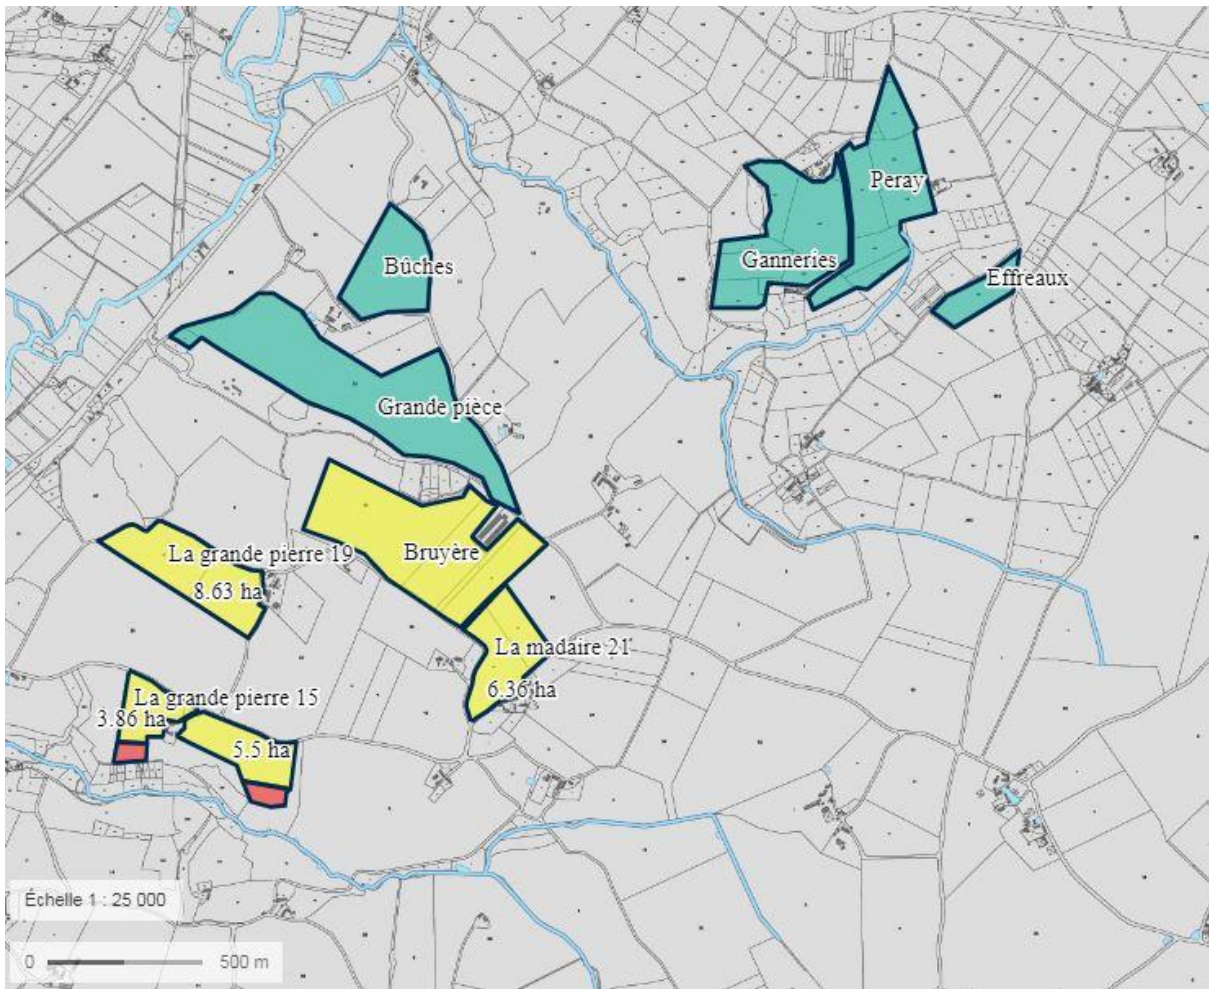 Peray
Ganneries
Bûches
Effreaux
Grande pièce
La grande pierre 19
Bruyère
8.63 ha
La madaire 21
6.36 ha
La grande pierre 15
3.86 ha
5.5 ha
Échelle 1 : 25 000
0 500 m